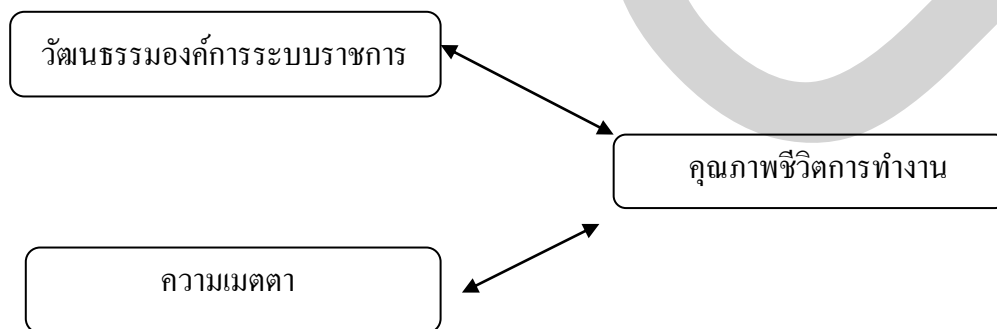 วัฒนธรรมองค์การระบบราชการ
คุณภาพชีวิตการทำงาน
ความเมตตา